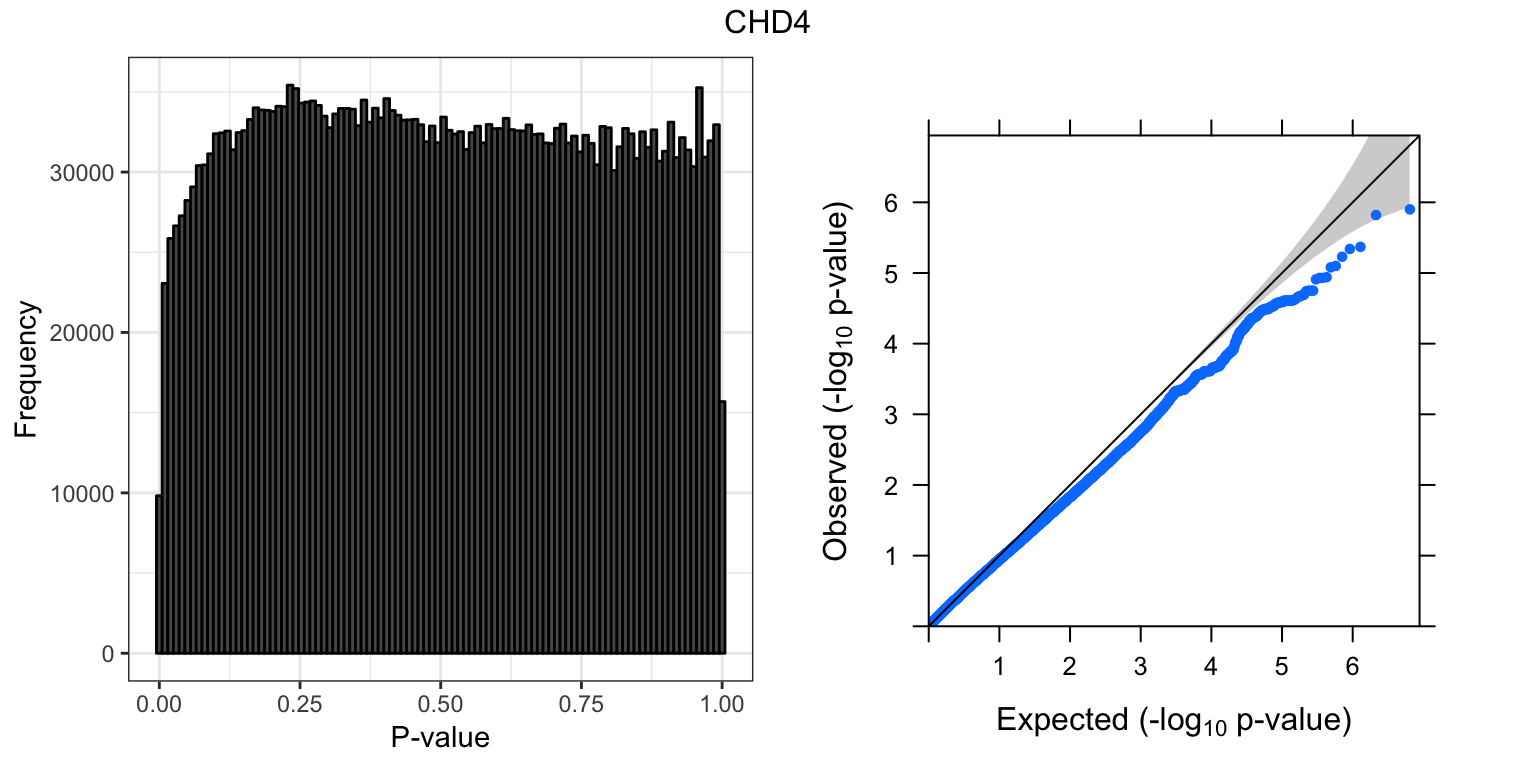 CHD4
Frequency
30000
20000
10000
0
0.00 0.25 0.50 0.75 1.00
P-value
Observed (-log10 p-value)
6
5
4
3
2
1
1 2 3 4 5 6
Expected (-log10 p-value)